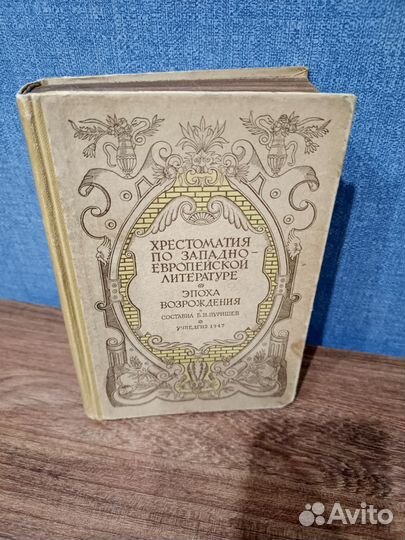 ХРЕСТОМАТИЯ
ПО ЗАПАДНО-
ЕВРОПЕЙСКОЙ
ЛИТЕРАТУРЕ
ЭПОХА
ВОЗРОЖДЕНИЯ
СОСТАВИЛ Б.И.ПУРИШЕВ
УЧПЕДГИЗ 1947
Avito